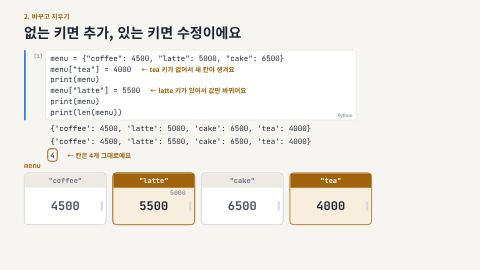 2. 바꾸고 지우기
없는 키면 추가, 있는 키면 수정이에요
[1] menu = {"coffee": 4500, "latte": 5000, "cake": 6500}
menu["tea"] = 4000 ← tea 키가 없어서 새 칸이 생겨요
print(menu)
menu["latte"] = 5500 ← latte 키가 있어서 값만 바뀌어요
print(menu)
print(len(menu))
Python
{'coffee': 4500, 'latte': 5000, 'cake': 6500, 'tea': 4000}
{'coffee': 4500, 'latte': 5500, 'cake': 6500, 'tea': 4000}
4 ← 칸은 4개 그대로예요
menu
"coffee" "latte" "cake" "tea"
5000
4500 5500 6500 4000